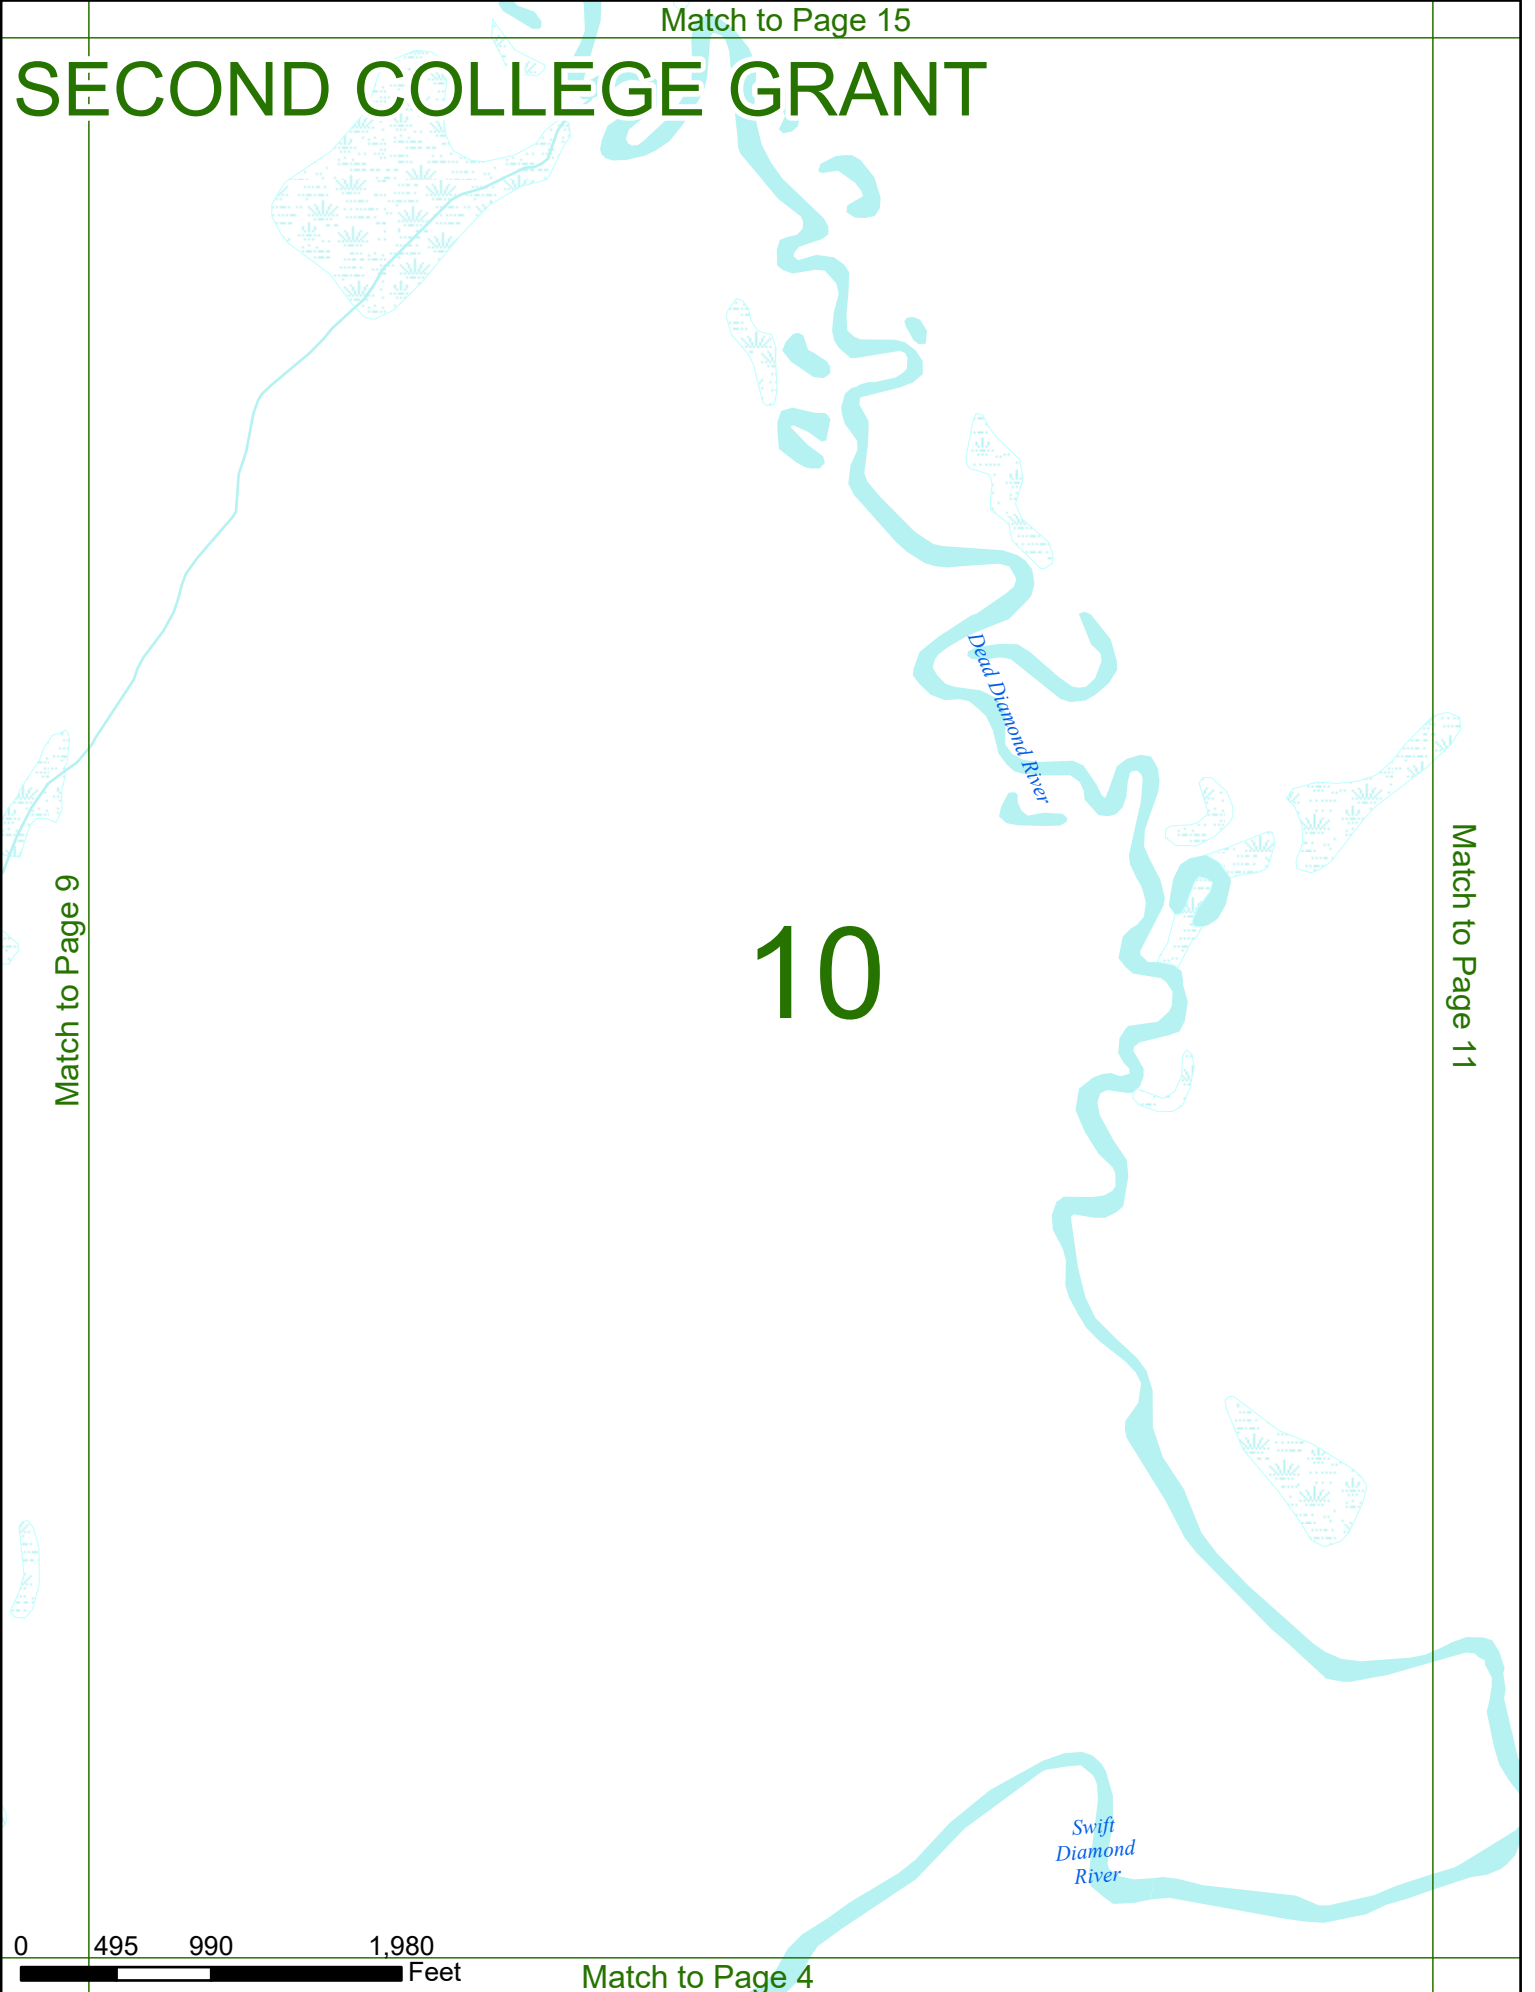 Match to Page 15
SECOND COLLEGE GRANT
Dead Diamond River
Match to Page 9
10
Match to Page 11
Swift
Diamond
River
0 495 990 1,980
Feet
Match to Page 4